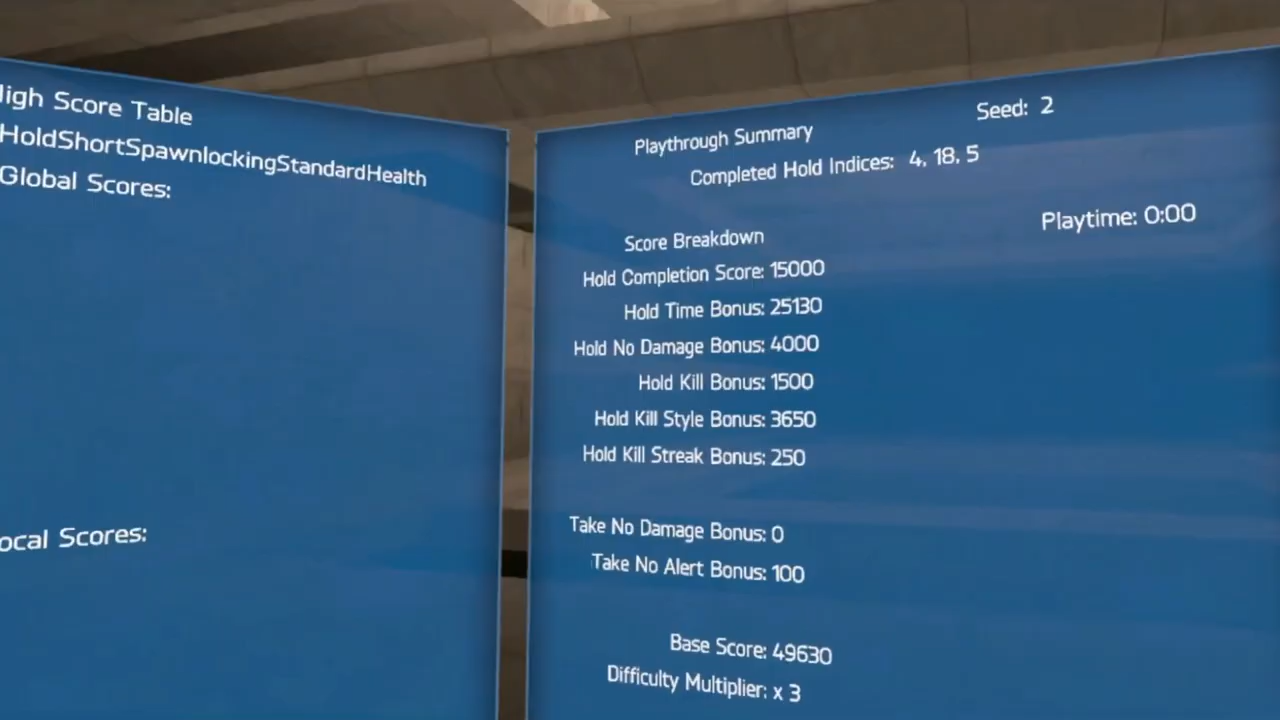 High Score Table
HoldShortSpawnlockingStandardHealth
Global Scores:
Local Scores:
Seed: 2
Playthrough Summary
Completed Hold Indices: 4, 18, 5
Playtime: 0:00
Score Breakdown
Hold Completion Score: 15000
Hold Time Bonus: 25130
Hold No Damage Bonus: 4000
Hold Kill Bonus: 1500
Hold Kill Style Bonus: 3650
Hold Kill Streak Bonus: 250
Take No Damage Bonus: 0
Take No Alert Bonus: 100
Base Score: 49630
Difficulty Multiplier: x 3